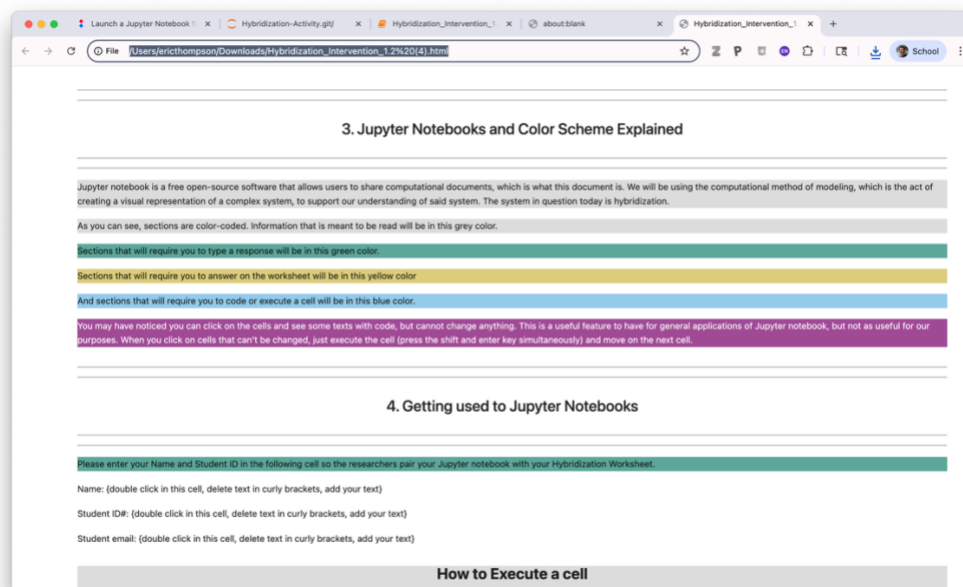 Launch a Jupyter Notebook
Hybridization-Activity.git/
Hybridization_Intervention_1.
about:blank
Hybridization_Intervention_1
File /Users/ericthompson/Downloads/Hybridization_Intervention_1.2%20(4).html
School
3. Jupyter Notebooks and Color Scheme Explained
Jupyter notebook is a free open-source software that allows users to share computational documents, which is what this document is. We will be using the computational method of modeling, which is the act of
creating a visual representation of a complex system, to support our understanding of said system. The system in question today is hybridization.
As you can see, sections are color-coded. Information that is meant to be read will be in this grey color.
Sections that will require you to type a response will be in this green color.
Sections that will require you to answer on the worksheet will be in this yellow color
And sections that will require you to code or execute a cell will be in this blue color.
You may have noticed you can click on the cells and see some texts with code, but cannot change anything. This is a useful feature to have for general applications of Jupyter notebook, but not as useful for our
purposes. When you click on cells that can't be changed, just execute the cell (press the shift and enter key simultaneously) and move on the next cell.
4. Getting used to Jupyter Notebooks
Please enter your Name and Student ID in the following cell so the researchers pair your Jupyter notebook with your Hybridization Worksheet.
Name: {double click in this cell, delete text in curly brackets, add your text}
Student ID#: {double click in this cell, delete text in curly brackets, add your text}
Student email: {double click in this cell, delete text in curly brackets, add your text}
How to Execute a cell